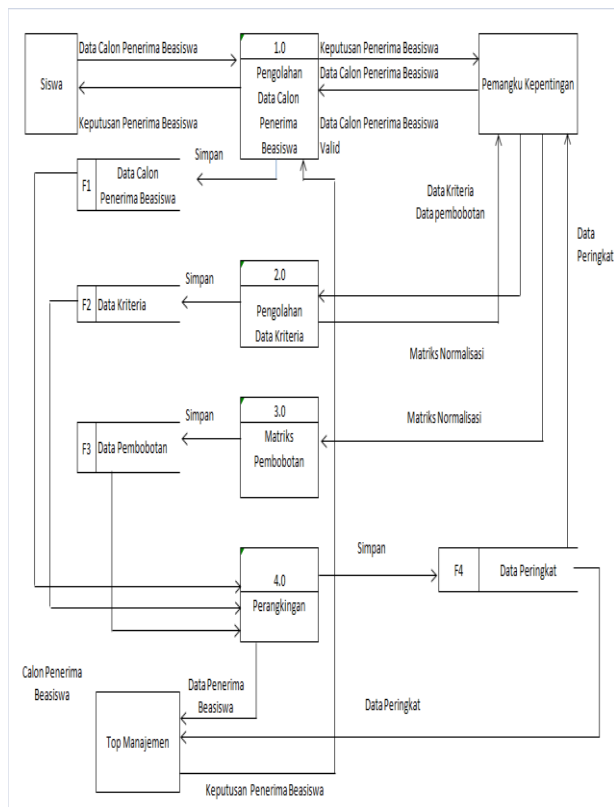 Data Calon Penerima Beasiswa
Siswa
Keputusan Penerima Beasiswa
1.0
Pengolahan
Data Calon
Penerima
Beasiswa
Keputusan Penerima Beasiswa
Data Calon Penerima Beasiswa
Data Calon Penerima Beasiswa
Valid
Pemangku Kepentingan
Simpan
F1
Data Calon
Penerima Beasiswa
Data Kriteria
Data pembobotan
Data
Peringkat
Simpan
F2
Data Kriteria
2.0
Pengolahan
Data Kriteria
Matriks Normalisasi
Simpan
F3
Data Pembobotan
3.0
Matriks
Pembobotan
Matriks Normalisasi
4.0
Perangkingan
Simpan
F4
Data Peringkat
Calon Penerima
Beasiswa
Data Penerima
Beasiswa
Data Peringkat
Top Manajemen
Keputusan Penerima Beasiswa